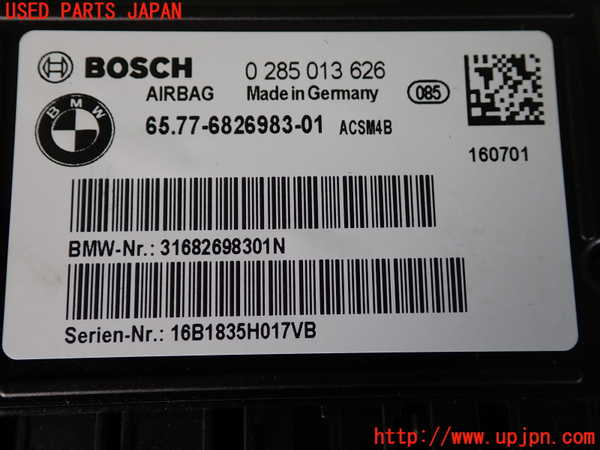 USED PARTS JAPAN
BOSCH 0 285 013 626
AIRBAG Made in Germany 085
BMW
65.77-6826983-01 ACSM4B
160701
BMW-Nr.: 31682698301N
Serien-Nr.: 16B1835H017VB
http://www.upjpn.com/